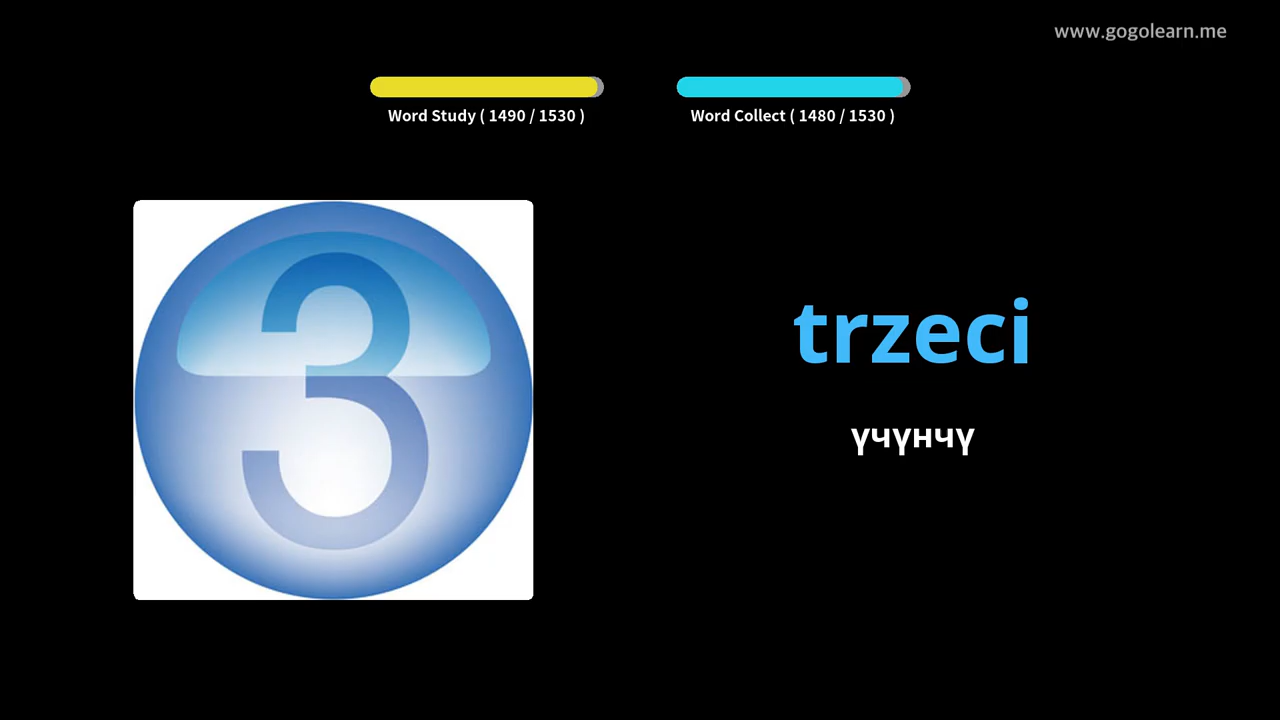 www.gogolearn.me
Word Study ( 1490 / 1530 )
Word Collect ( 1480 / 1530 )
3
trzeci
үчүнчү